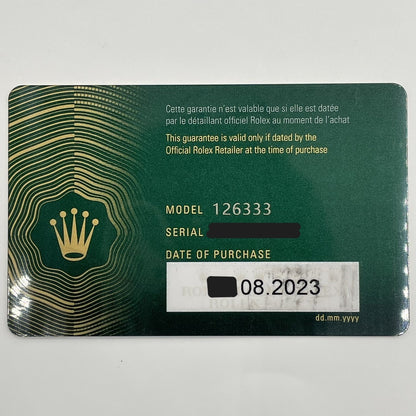 Cette garantie n'est valable que si elle est datée
par le détaillant officiel Rolex au moment de l'achat
This guarantee is valid only if dated by the
Official Rolex Retailer at the time of purchase
MODEL 126333
SERIAL
DATE OF PURCHASE
08.2023
dd.mm.yyyy